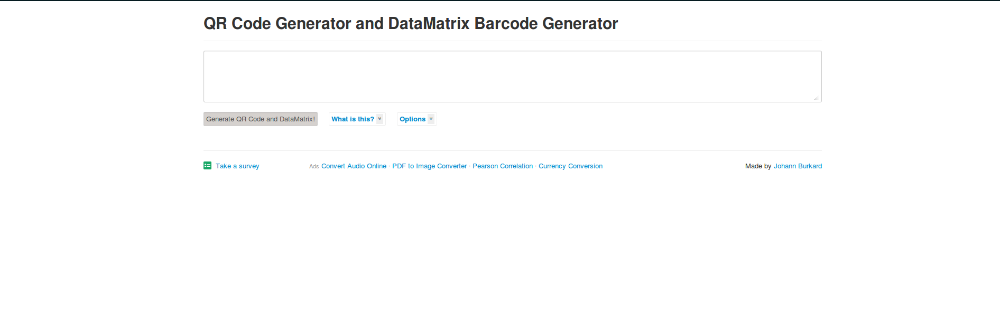 QR Code Generator and DataMatrix Barcode Generator
Generate QR Code and DataMatrix! What is this? Options
Take a survey Ads Convert Audio Online · PDF to Image Converter · Pearson Correlation · Currency Conversion Made by Johann Burkard